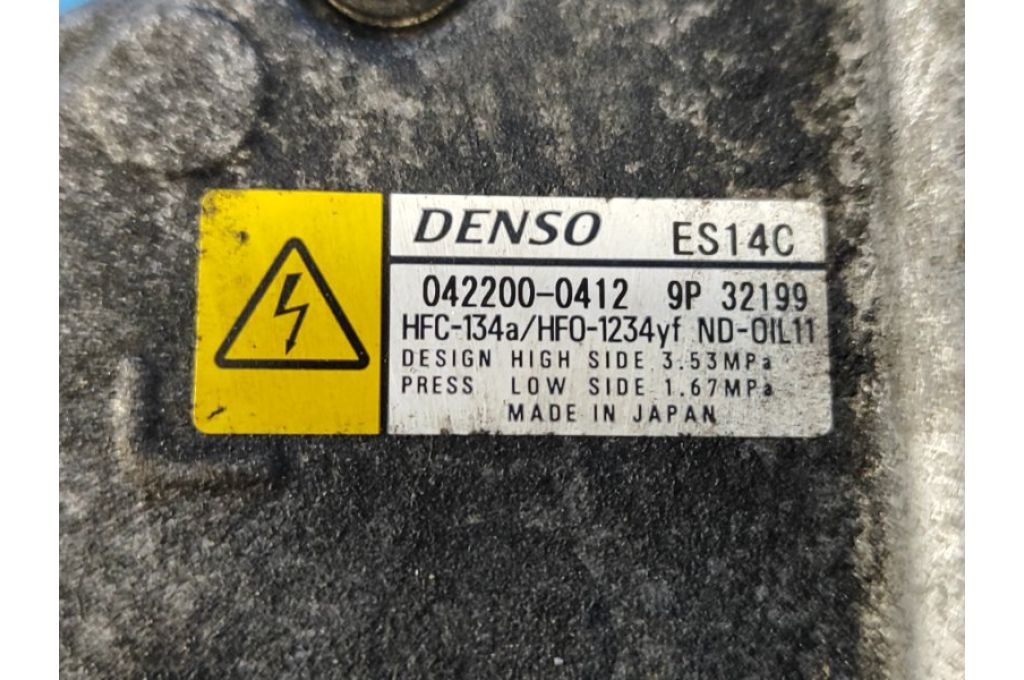 DENSO ES14C
042200-0412 9P 32199
HFC-134a/HFO-1234yf ND-OIL11
DESIGN HIGH SIDE 3.53MPa
PRESS LOW SIDE 1.67MPa
MADE IN JAPAN